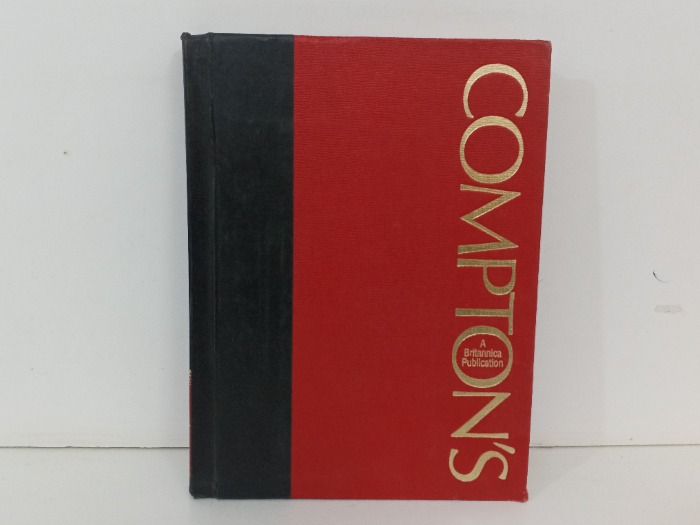 COMPTON'S
A
Britannica
Publication